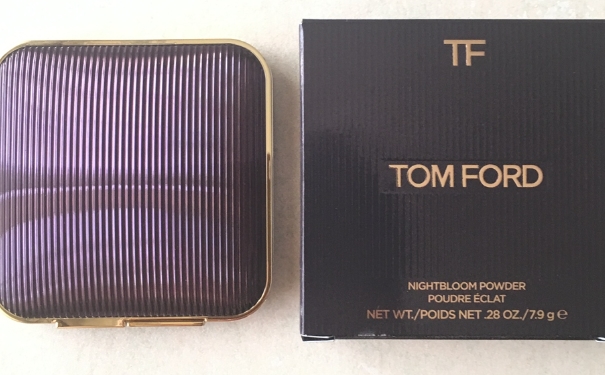 TF
TOM FORD
NIGHTBLOOM POWDER
POUDRE ÉCLAT
NET WT./POIDS NET .28 OZ./7.9 g ℮